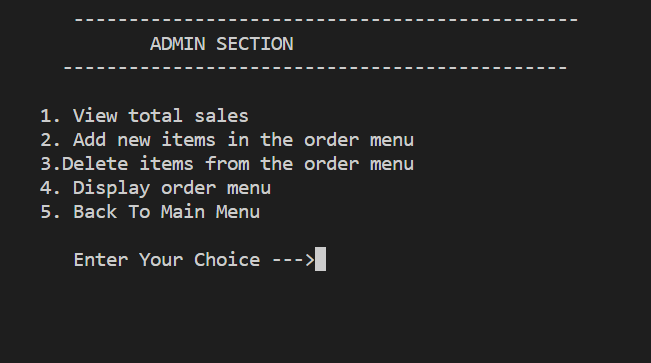 ----------------------------------------------
ADMIN SECTION
----------------------------------------------
1. View total sales
2. Add new items in the order menu
3.Delete items from the order menu
4. Display order menu
5. Back To Main Menu
Enter Your Choice --->